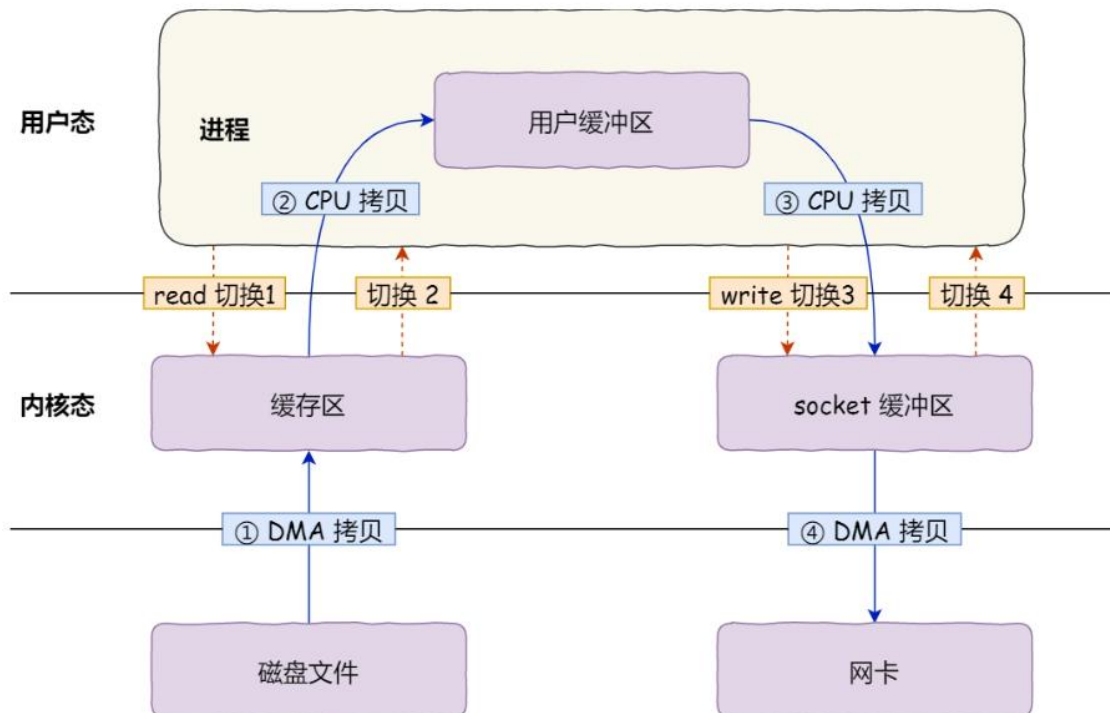 用户态
进程
用户缓冲区
② CPU 拷贝
③ CPU 拷贝
read 切换1
切换 2
write 切换3
切换 4
内核态
缓存区
socket 缓冲区
① DMA 拷贝
④ DMA 拷贝
磁盘文件
网卡